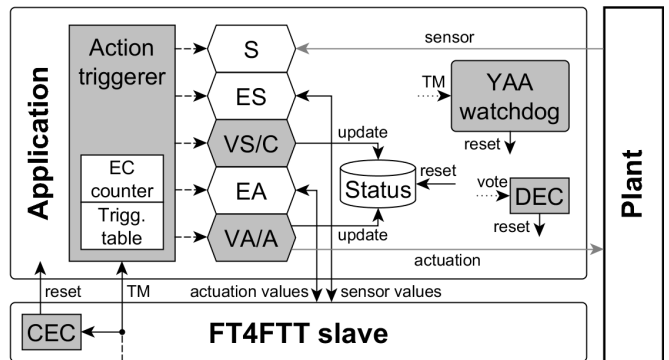 Application
Action
triggerer
EC
counter
Trigg.
table
S
ES
VS/C
EA
VA/A
sensor
update
Status
reset
update
actuation
TM
YAA
watchdog
reset
vote
DEC
reset
Plant
reset
TM
actuation values
sensor values
CEC
FT4FTT slave